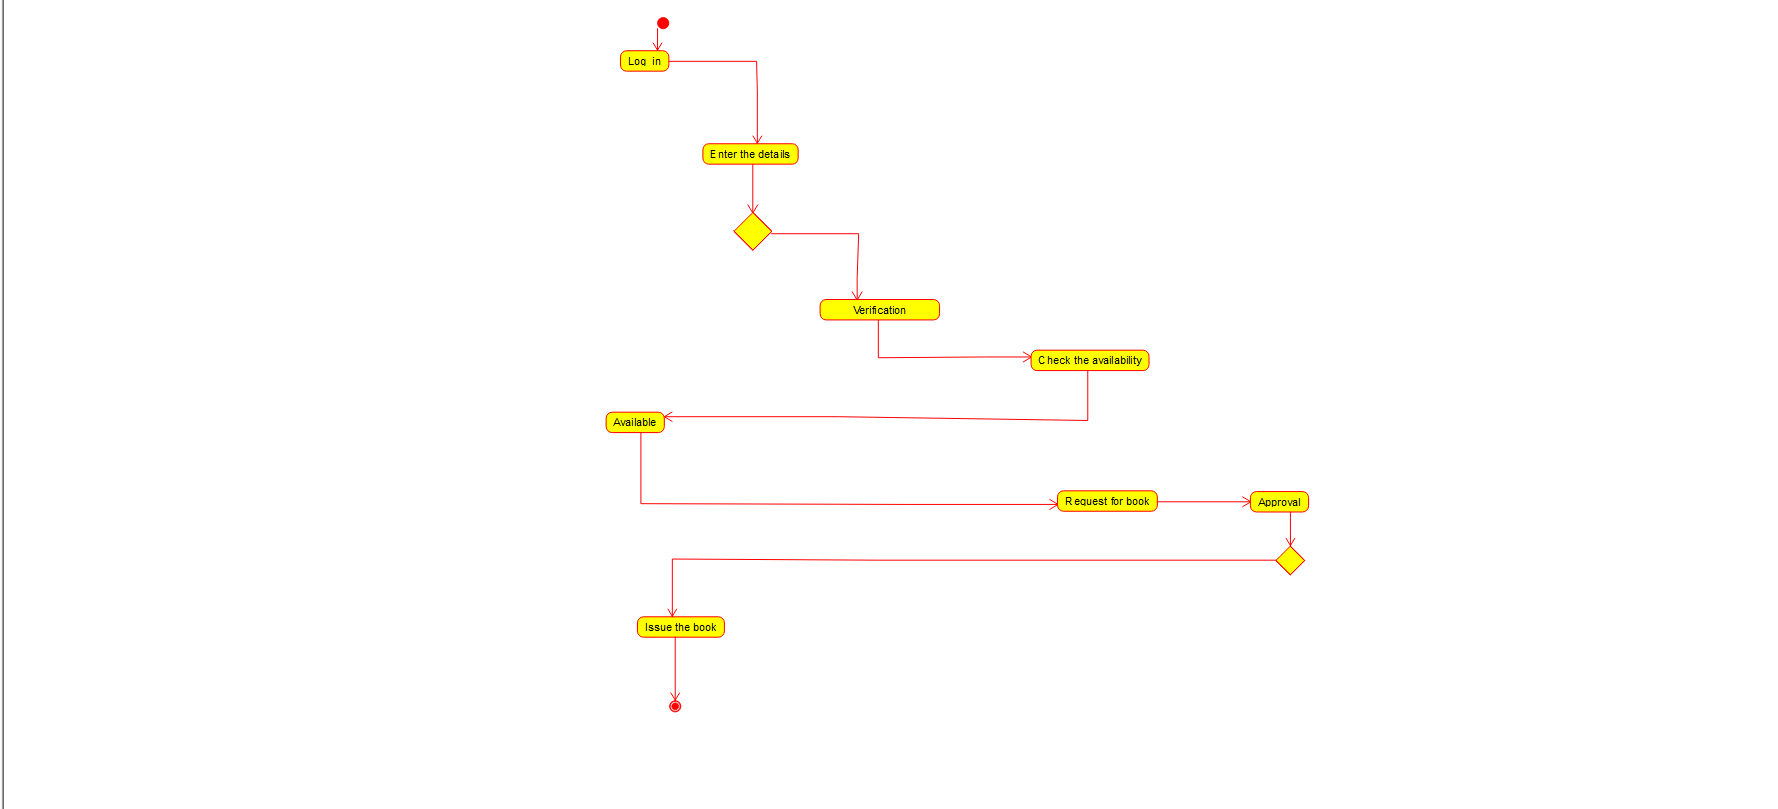 Log in
Enter the details
Verification
Check the availability
Available
Request for book
Approval
Issue the book